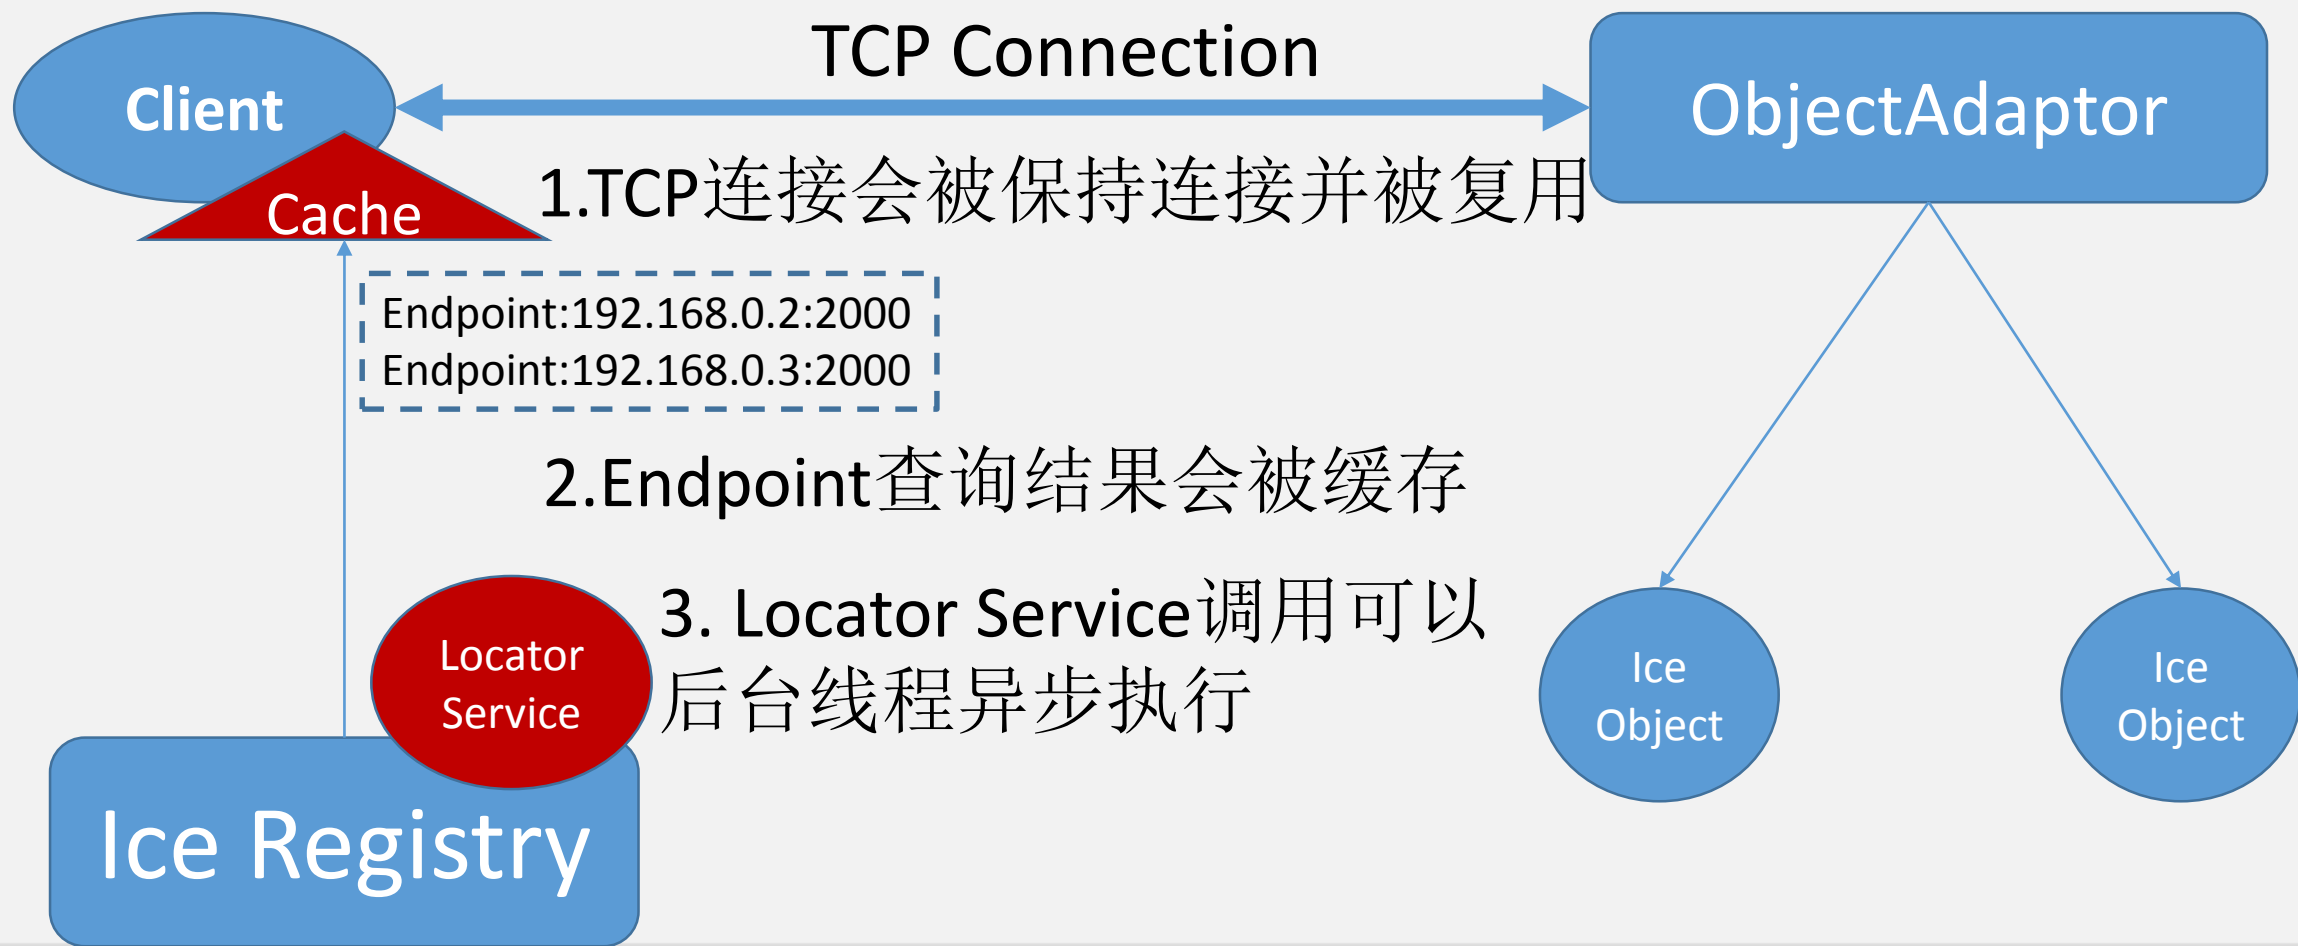 TCP Connection
Client
ObjectAdaptor
Cache
1.TCP连接会被保持连接并被复用
Endpoint:192.168.0.2:2000
Endpoint:192.168.0.3:2000
2.Endpoint查询结果会被缓存
3. Locator Service调用可以
后台线程异步执行
Locator
Service
Ice
Object
Ice
Object
Ice Registry